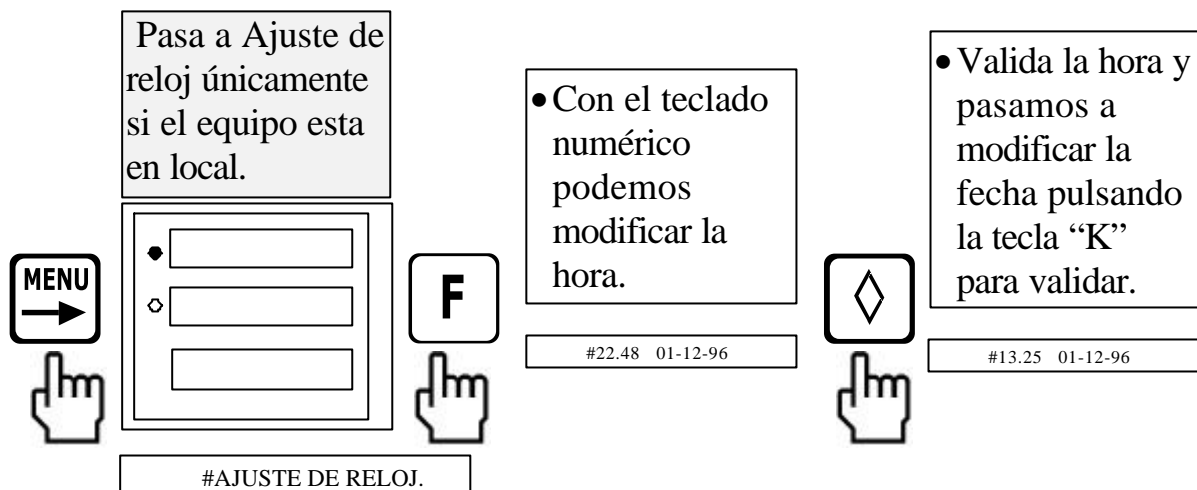 Pasa a Ajuste de
reloj únicamente
si el equipo esta
en local.
MENU
#AJUSTE DE RELOJ.
F
•Con el teclado
numérico
podemos
modificar la
hora.
#22.48 01-12-96
•Valida la hora y
pasamos a
modificar la
fecha pulsando
la tecla “K”
para validar.
#13.25 01-12-96